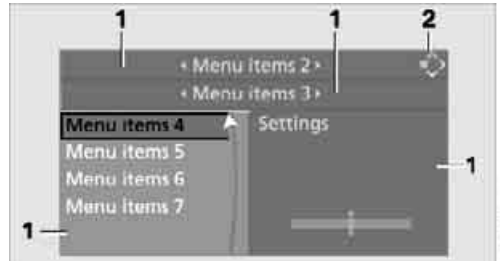 1 1 2
‹ Menu items 2 ›
‹ Menu items 3 ›
Menu items 4 Settings
Menu items 5
Menu items 6 1
Menu items 7
1